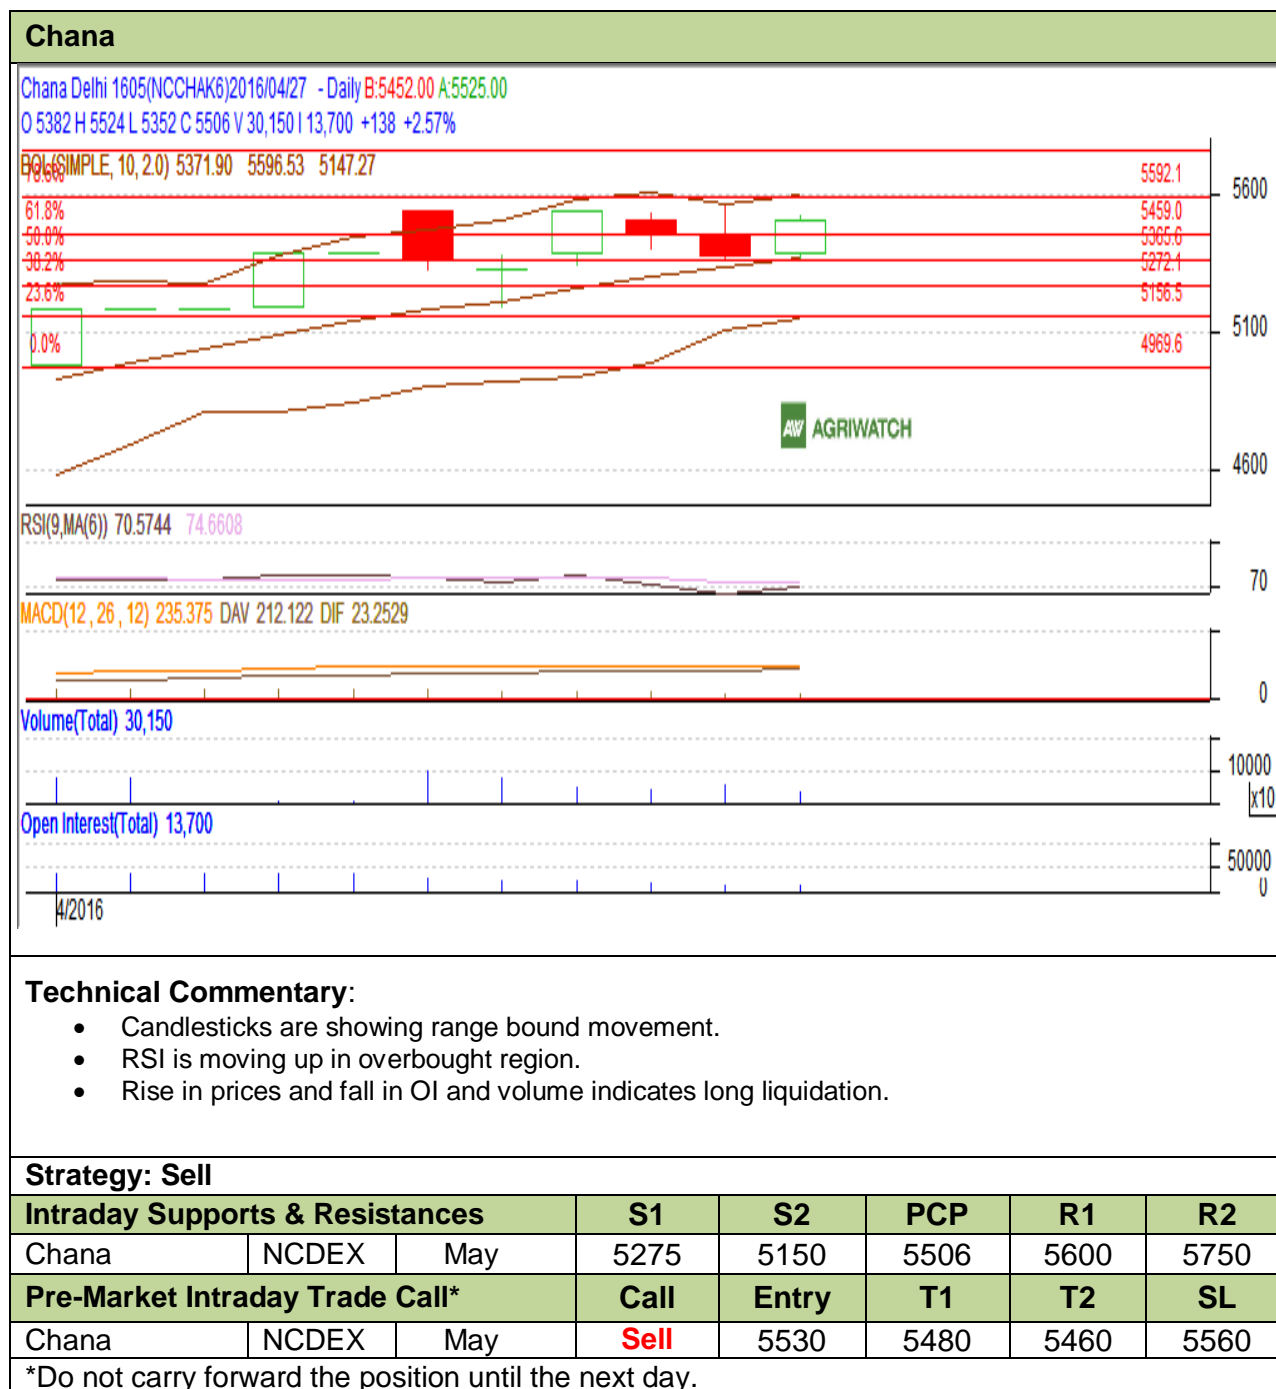 Chana
Chana Delhi 1605(NCCHAK6)2016/04/27 - Daily B:5452.00 A:5525.00
O 5382 H 5524 L 5352 C 5506 V 30,150 I 13,700 +138 +2.57%
BOL(SIMPLE, 10, 2.0) 5371.90 5596.53 5147.27
78.6% 5592.1
5600
61.8% 5459.0
50.0% 5365.6
38.2% 5272.1
23.6% 5156.5
5100
0.0% 4969.6
AW AGRIWATCH
4600
RSI(9,MA(6)) 70.5744 74.6608
70
MACD(12 , 26 , 12) 235.375 DAV 212.122 DIF 23.2529
0
Volume(Total) 30,150
10000
x10
Open Interest(Total) 13,700
50000
0
4/2016
Technical Commentary:
• Candlesticks are showing range bound movement.
• RSI is moving up in overbought region.
• Rise in prices and fall in OI and volume indicates long liquidation.
Strategy: Sell
Intraday Supports & Resistances S1 S2 PCP R1 R2
Chana NCDEX May 5275 5150 5506 5600 5750
Pre-Market Intraday Trade Call* Call Entry T1 T2 SL
Chana NCDEX May Sell 5530 5480 5460 5560
*Do not carry forward the position until the next day.